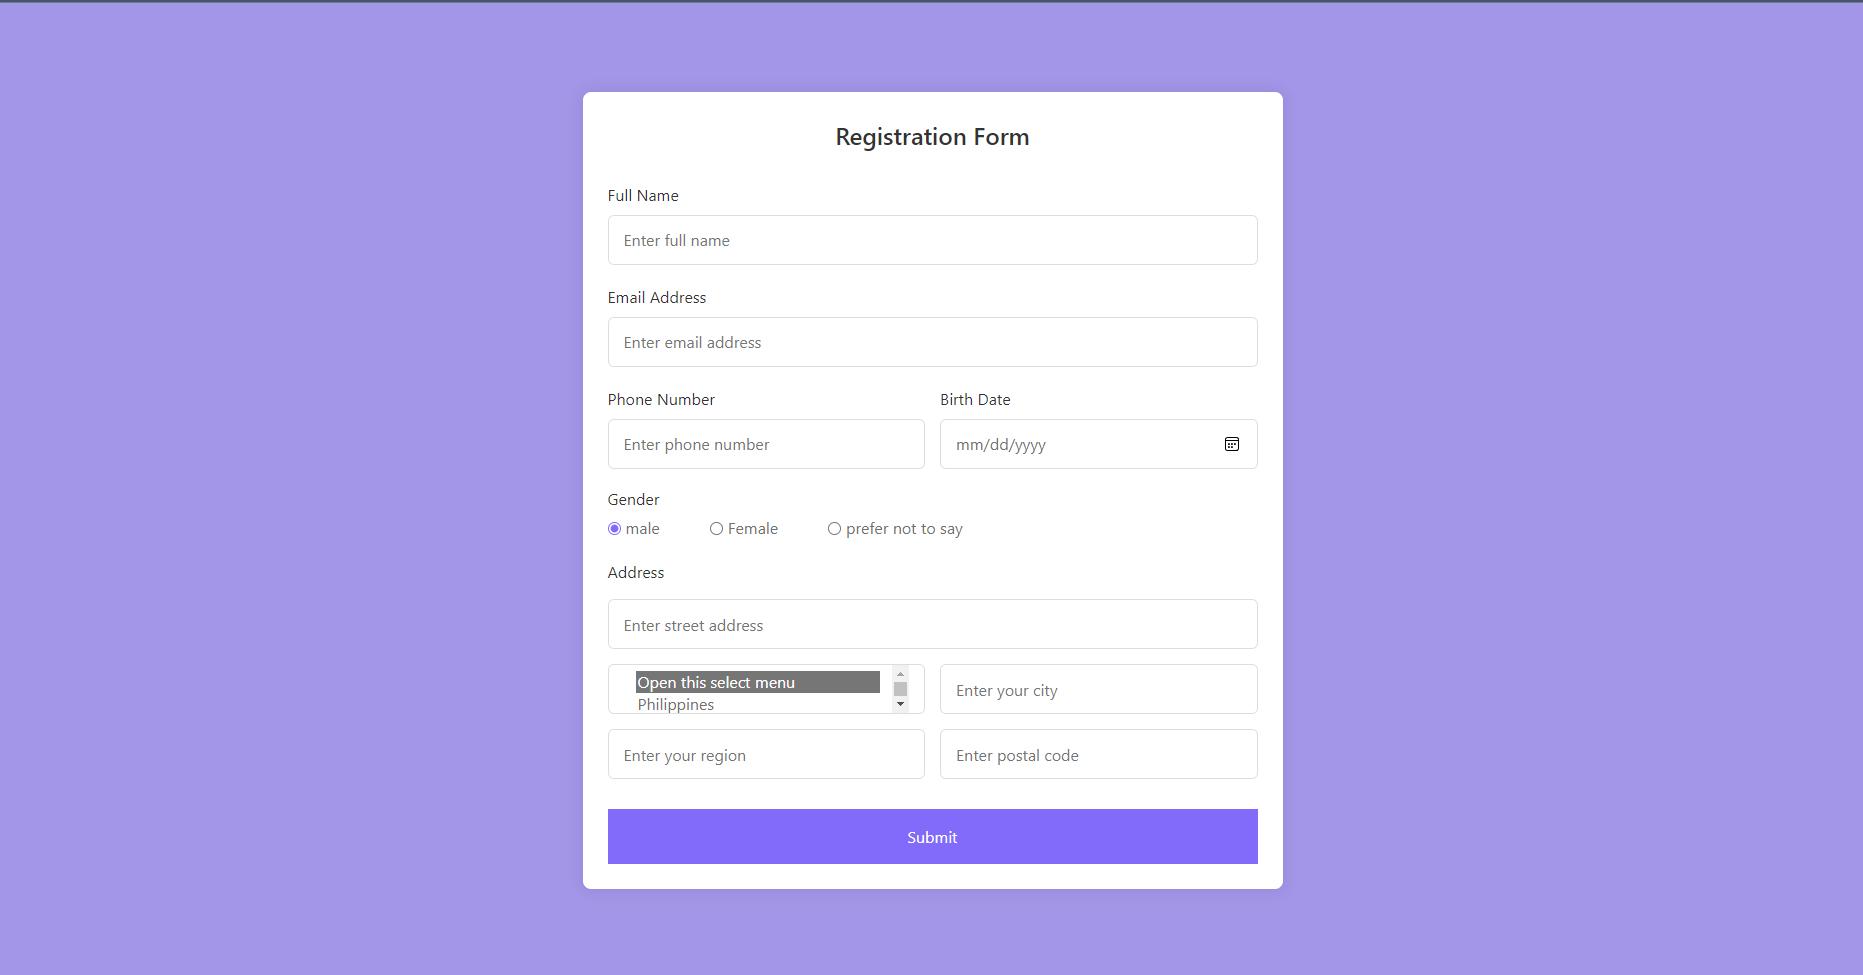 Registration Form
Full Name
Enter full name
Email Address
Enter email address
Phone Number
Birth Date
Enter phone number
mm/dd/yyyy
Gender
male
Female
prefer not to say
Address
Enter street address
Open this select menu
Philippines
Enter your city
Enter your region
Enter postal code
Submit